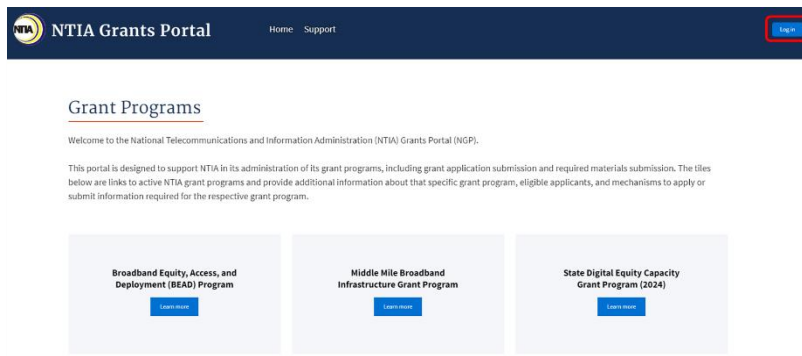 NTIA
NTIA Grants Portal
Home Support
Log in
Grant Programs
Welcome to the National Telecommunications and Information Administration (NTIA) Grants Portal (NGP).
This portal is designed to support NTIA in its administration of its grant programs, including grant application submission and required materials submission. The tiles
below are links to active NTIA grant programs and provide additional information about that specific grant program, eligible applicants, and mechanisms to apply or
submit information required for the respective grant program.
Broadband Equity, Access, and
Deployment (BEAD) Program
Learn more
Middle Mile Broadband
Infrastructure Grant Program
Learn more
State Digital Equity Capacity
Grant Program (2024)
Learn more